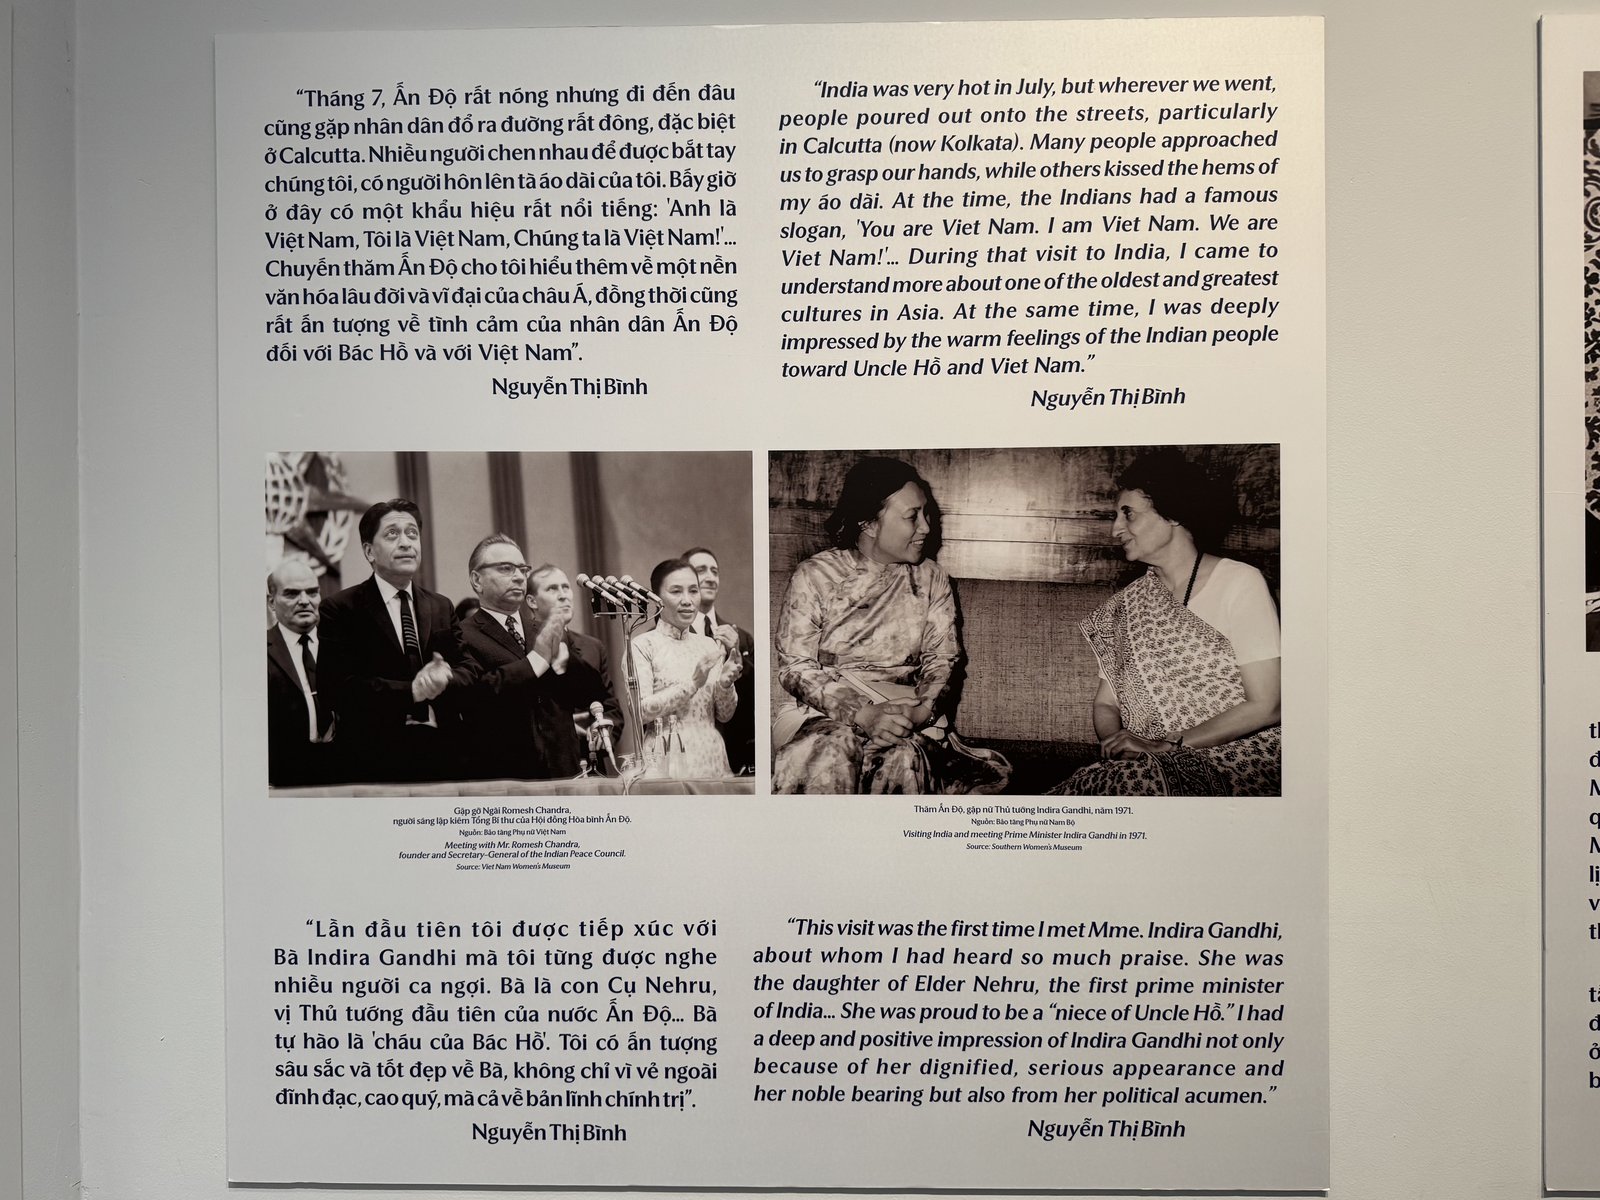 “Tháng 7, Ấn Độ rất nóng nhưng đi đến đâu
cũng gặp nhân dân đổ ra đường rất đông, đặc biệt
ở Calcutta. Nhiều người chen nhau để được bắt tay
chúng tôi, có người hôn lên tà áo dài của tôi. Bấy giờ
ở đây có một khẩu hiệu rất nổi tiếng: 'Anh là
Việt Nam, Tôi là Việt Nam, Chúng ta là Việt Nam!'...
Chuyến thăm Ấn Độ cho tôi hiểu thêm về một nền
văn hóa lâu đời và vĩ đại của châu Á, đồng thời cũng
rất ấn tượng về tình cảm của nhân dân Ấn Độ
đối với Bác Hồ và với Việt Nam”.
Nguyễn Thị Bình
“India was very hot in July, but wherever we went,
people poured out onto the streets, particularly
in Calcutta (now Kolkata). Many people approached
us to grasp our hands, while others kissed the hems of
my áo dài. At the time, the Indians had a famous
slogan, 'You are Viet Nam. I am Viet Nam. We are
Viet Nam!'... During that visit to India, I came to
understand more about one of the oldest and greatest
cultures in Asia. At the same time, I was deeply
impressed by the warm feelings of the Indian people
toward Uncle Hồ and Viet Nam.”
Nguyễn Thị Bình
Gặp gỡ Ngài Romesh Chandra,
người sáng lập kiêm Tổng Bí thư của Hội đồng Hòa bình Ấn Độ.
Nguồn: Bảo tàng Phụ nữ Việt Nam
Meeting with Mr. Romesh Chandra,
founder and Secretary-General of the Indian Peace Council.
Source: Viet Nam Women's Museum
Thăm Ấn Độ, gặp nữ Thủ tướng Indira Gandhi, năm 1971.
Nguồn: Bảo tàng Phụ nữ Nam Bộ
Visiting India and meeting Prime Minister Indira Gandhi in 1971.
Source: Southern Women's Museum
“Lần đầu tiên tôi được tiếp xúc với
Bà Indira Gandhi mà tôi từng được nghe
nhiều người ca ngợi. Bà là con Cụ Nehru,
vị Thủ tướng đầu tiên của nước Ấn Độ... Bà
tự hào là 'cháu của Bác Hồ'. Tôi có ấn tượng
sâu sắc và tốt đẹp về Bà, không chỉ vì vẻ ngoài
đĩnh đạc, cao quý, mà cả về bản lĩnh chính trị”.
Nguyễn Thị Bình
“This visit was the first time I met Mme. Indira Gandhi,
about whom I had heard so much praise. She was
the daughter of Elder Nehru, the first prime minister
of India... She was proud to be a “niece of Uncle Hồ.” I had
a deep and positive impression of Indira Gandhi not only
because of her dignified, serious appearance and
her noble bearing but also from her political acumen.”
Nguyễn Thị Bình